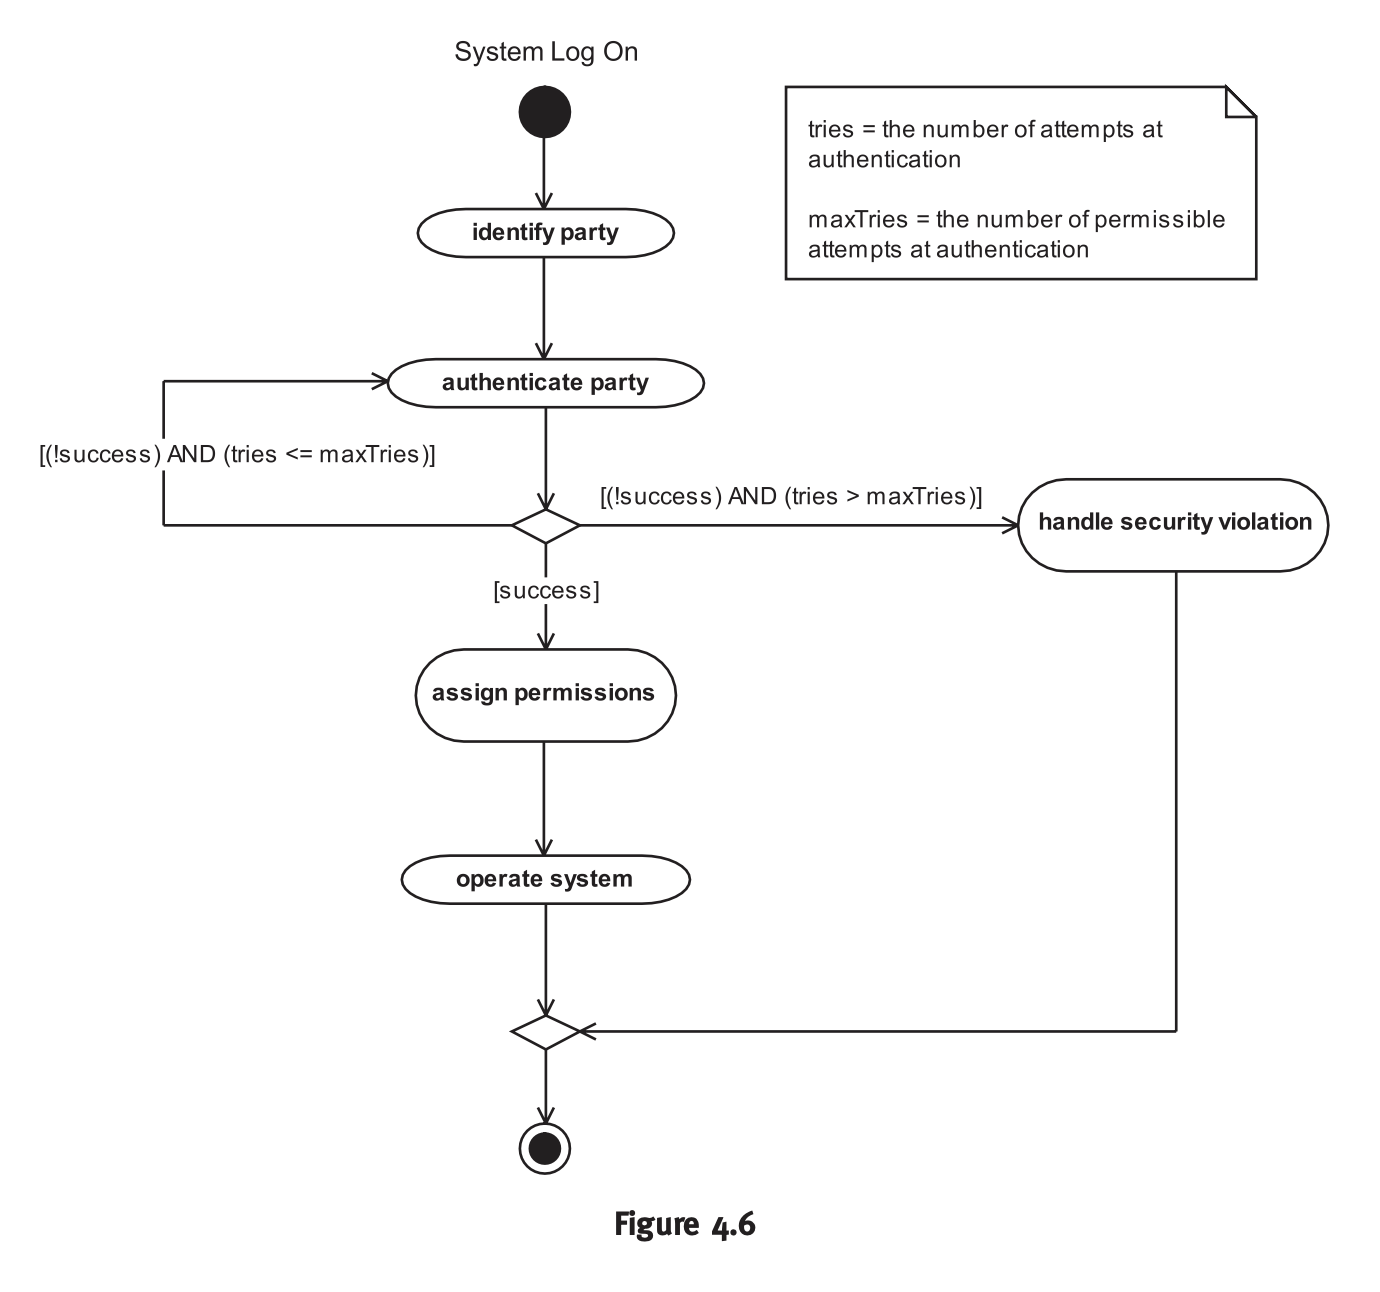 System Log On
tries = the number of attempts at
authentication
maxTries = the number of permissible
attempts at authentication
identify party
authenticate party
[(!success) AND (tries <= maxTries)]
[(!success) AND (tries > maxTries)]
handle security violation
[success]
assign permissions
operate system
Figure 4.6